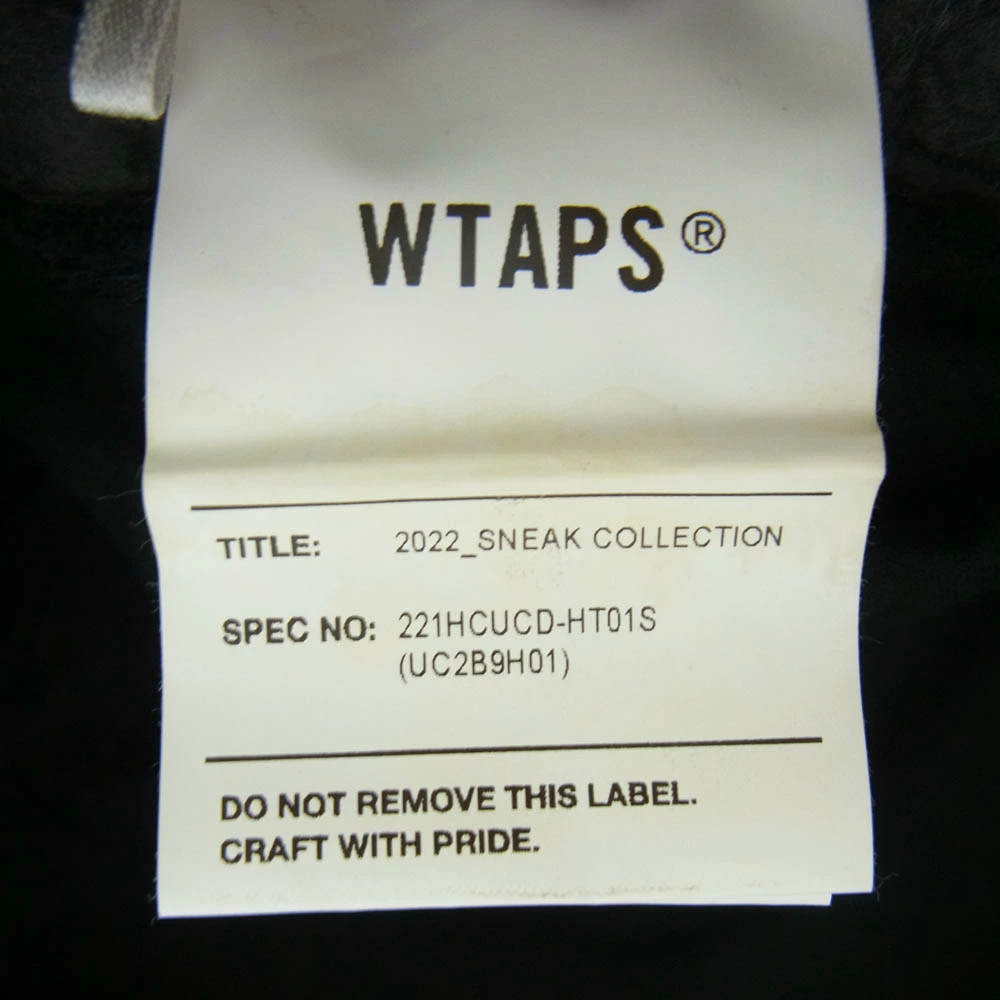 WTAPS®
TITLE: 2022_SNEAK COLLECTION
SPEC NO: 221HCUCD-HT01S
(UC2B9H01)
DO NOT REMOVE THIS LABEL.
CRAFT WITH PRIDE.